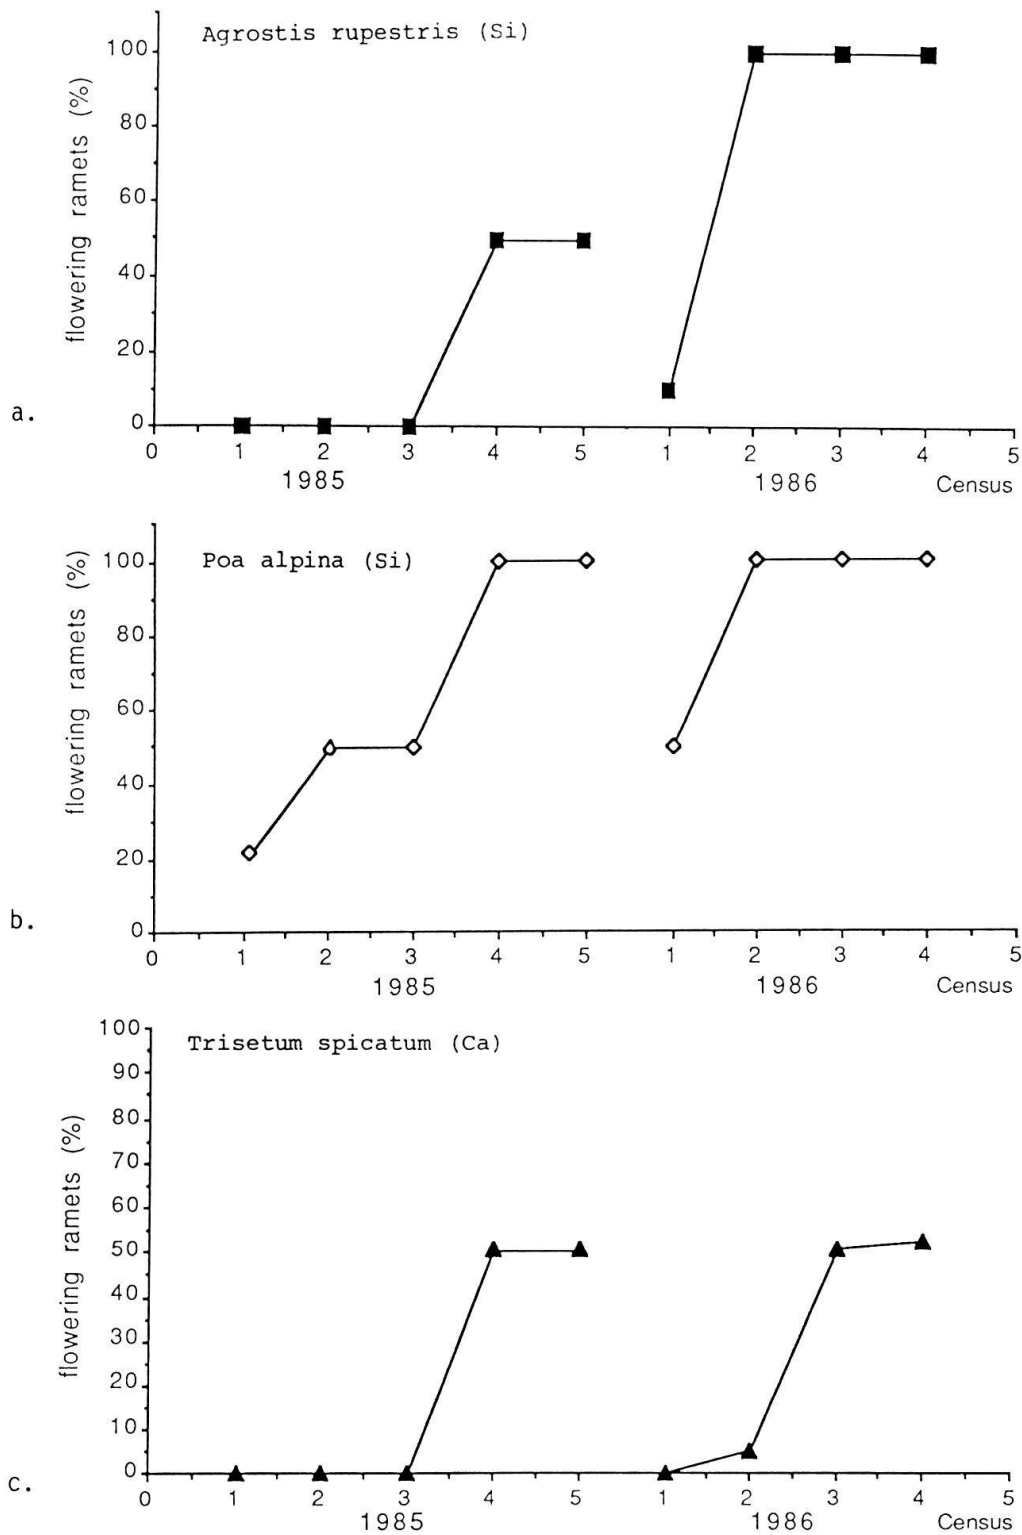 Agrostis rupestris (Si)
flowering ramets (%)
100
80
60
40
20
0
a.
0 1 2 3 4 5 1 2 3 4 5
1985 1986 Census
Poa alpina (Si)
flowering ramets (%)
100
80
60
40
20
0
b.
0 1 2 3 4 5 1 2 3 4 5
1985 1986 Census
Trisetum spicatum (Ca)
flowering ramets (%)
100
90
80
70
60
50
40
30
20
10
0
c.
0 1 2 3 4 5 1 2 3 4 5
1985 1986 Census